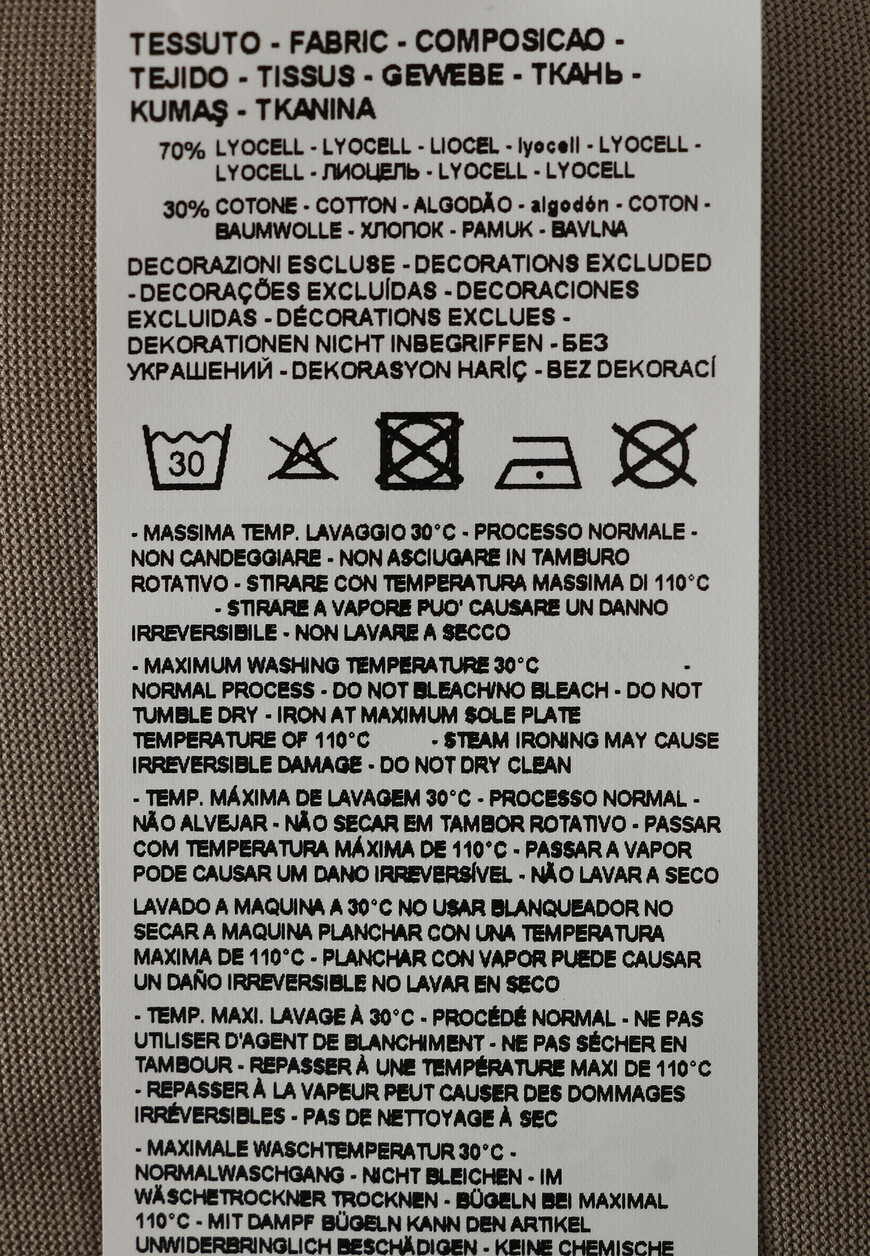 TESSUTO - FABRIC - COMPOSICAO -
TEJIDO - TISSUS - GEWEBE - ТКАНЬ -
KUMAŞ - TKANINA
70% LYOCELL - LYOCELL - LIOCEL - lyocell - LYOCELL -
LYOCELL - ЛИОЦЕЛЬ - LYOCELL - LYOCELL
30% COTONE - COTTON - ALGODÃO - algodón - COTON -
BAUMWOLLE - ХЛОПОК - PAMUK - BAVLNA
DECORAZIONI ESCLUSE - DECORATIONS EXCLUDED
- DECORAÇÕES EXCLUÍDAS - DECORACIONES
EXCLUIDAS - DÉCORATIONS EXCLUES -
DEKORATIONEN NICHT INBEGRIFFEN - БЕЗ
УКРАШЕНИЙ - DEKORASYON HARİÇ - BEZ DEKORACÍ
30
- MASSIMA TEMP. LAVAGGIO 30°C - PROCESSO NORMALE -
NON CANDEGGIARE - NON ASCIUGARE IN TAMBURO
ROTATIVO - STIRARE CON TEMPERATURA MASSIMA DI 110°C
- STIRARE A VAPORE PUO' CAUSARE UN DANNO
IRREVERSIBILE - NON LAVARE A SECCO
- MAXIMUM WASHING TEMPERATURE 30°C -
NORMAL PROCESS - DO NOT BLEACH/NO BLEACH - DO NOT
TUMBLE DRY - IRON AT MAXIMUM SOLE PLATE
TEMPERATURE OF 110°C - STEAM IRONING MAY CAUSE
IRREVERSIBLE DAMAGE - DO NOT DRY CLEAN
- TEMP. MÁXIMA DE LAVAGEM 30°C - PROCESSO NORMAL -
NÃO ALVEJAR - NÃO SECAR EM TAMBOR ROTATIVO - PASSAR
COM TEMPERATURA MÁXIMA DE 110°C - PASSAR A VAPOR
PODE CAUSAR UM DANO IRREVERSÍVEL - NÃO LAVAR A SECO
LAVADO A MAQUINA A 30°C NO USAR BLANQUEADOR NO
SECAR A MAQUINA PLANCHAR CON UNA TEMPERATURA
MAXIMA DE 110°C - PLANCHAR CON VAPOR PUEDE CAUSAR
UN DAÑO IRREVERSIBLE NO LAVAR EN SECO
- TEMP. MAXI. LAVAGE À 30°C - PROCÉDÉ NORMAL - NE PAS
UTILISER D'AGENT DE BLANCHIMENT - NE PAS SÉCHER EN
TAMBOUR - REPASSER À UNE TEMPÉRATURE MAXI DE 110°C
- REPASSER À LA VAPEUR PEUT CAUSER DES DOMMAGES
IRRÉVERSIBLES - PAS DE NETTOYAGE À SEC
- MAXIMALE WASCHTEMPERATUR 30°C -
NORMALWASCHGANG - NICHT BLEICHEN - IM
WÄSCHETROCKNER TROCKNEN - BÜGELN BEI MAXIMAL
110°C - MIT DAMPF BÜGELN KANN DEN ARTIKEL
UNWIDERBRINGLICH BESCHÄDIGEN - KEINE CHEMISCHE